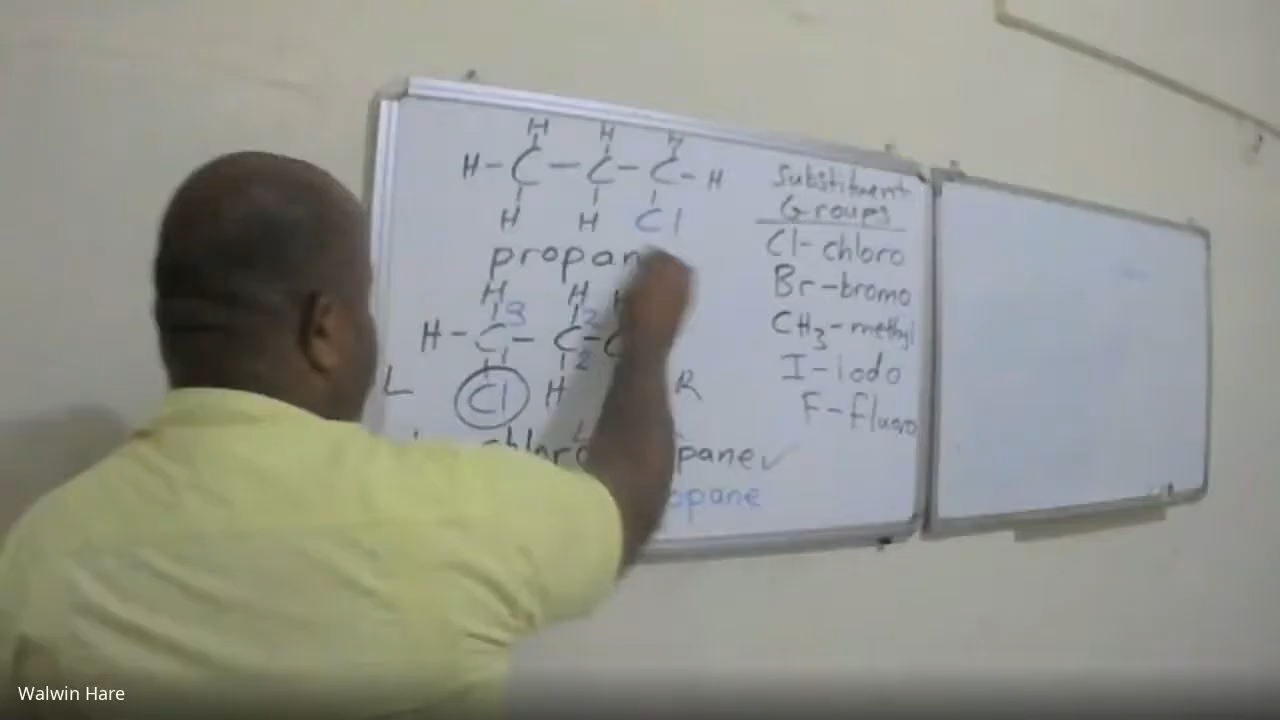 H H H
H-C-C-C-H
H H Cl
propan
H H H
H-C-C-C
3 2
2
L Cl H R
chloro pane✓
opane
Substituent
Groups
Cl-chloro
Br-bromo
CH3-methyl
I-iodo
F-fluoro
Walwin Hare